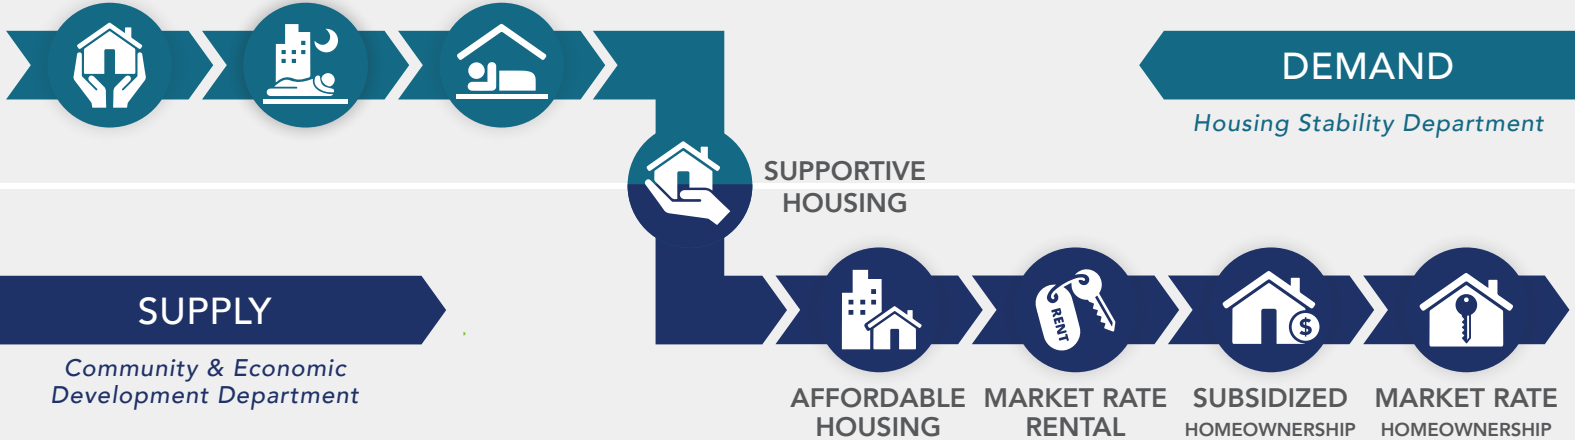 DEMAND
Housing Stability Department
SUPPORTIVE
HOUSING
SUPPLY
Community & Economic
Development Department
RENT
$
AFFORDABLE
HOUSING
MARKET RATE
RENTAL
SUBSIDIZED
HOMEOWNERSHIP
MARKET RATE
HOMEOWNERSHIP